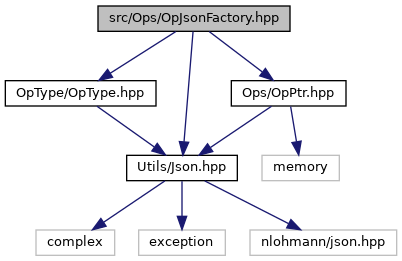 src/Ops/OpJsonFactory.hpp
OpType/OpType.hpp
Ops/OpPtr.hpp
Utils/Json.hpp
memory
complex
exception
nlohmann/json.hpp